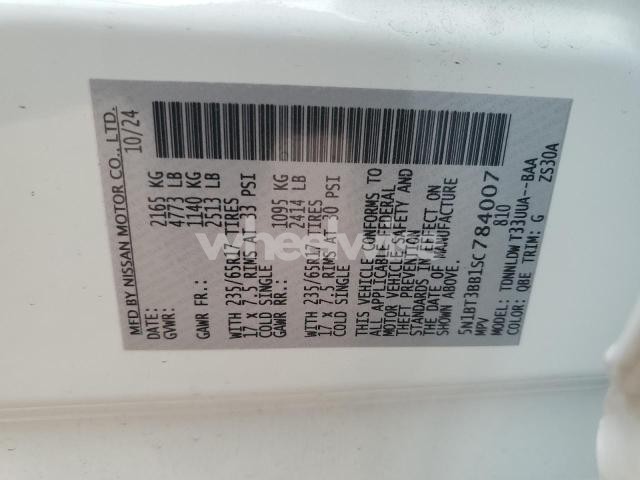 MFD BY NISSAN MOTOR CO., LTD.
DATE: 10/24
GVWR: 2165 KG
4773 LB
GAWR FR.: 1140 KG
2513 LB
WITH 235/65R17 TIRES
17 X 7.5 RIMS AT 33 PSI
COLD SINGLE
GAWR RR.: 1095 KG
2414 LB
WITH 235/65R17 TIRES
17 X 7.5 RIMS AT 30 PSI
COLD SINGLE
THIS VEHICLE CONFORMS TO
ALL APPLICABLE FEDERAL
MOTOR VEHICLE SAFETY AND
THEFT PREVENTION
STANDARDS IN EFFECT ON
THE DATE OF MANUFACTURE
SHOWN ABOVE.
5N1BT3BB1SC784007
MPV 810
MODEL: TDNNLDW T33UUA--BAA
COLOR: QBE TRIM: G ZS30A